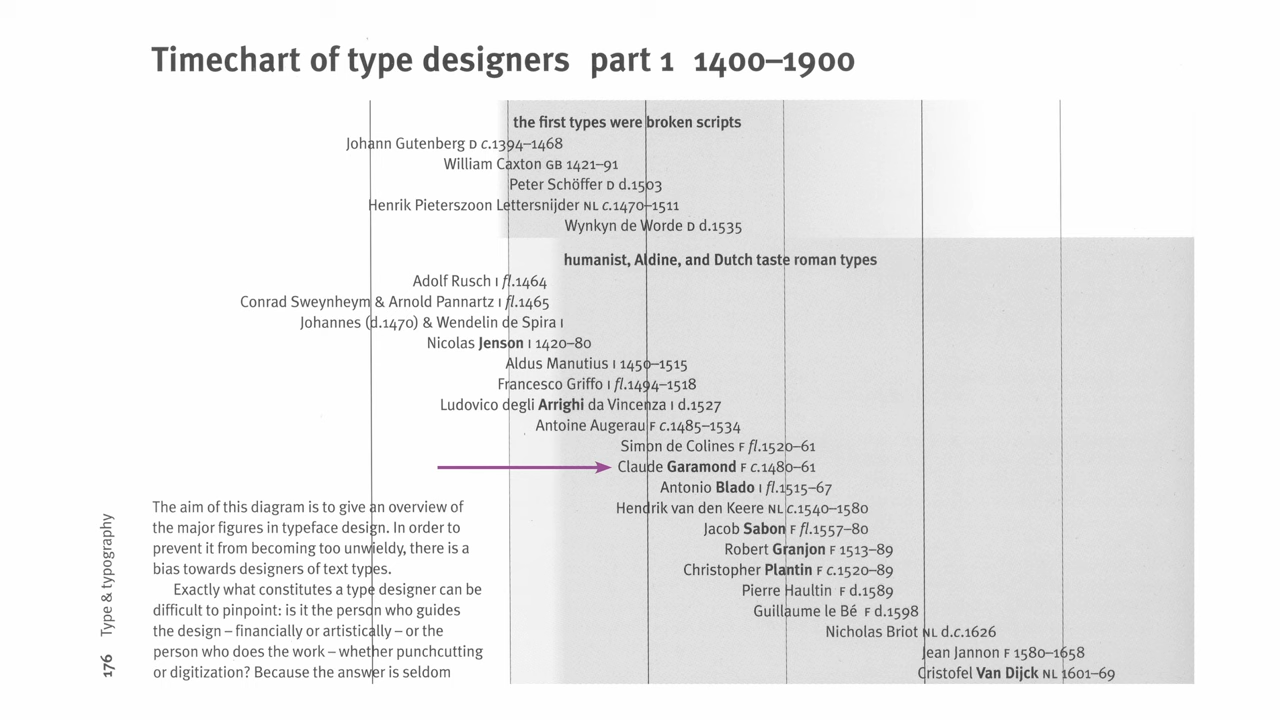 Timechart of type designers part 1 1400–1900
the first types were broken scripts
Johann Gutenberg D c.1394–1468
William Caxton GB 1421–91
Peter Schöffer D d.1503
Henrik Pieterszoon Lettersnijder NL c.1470–1511
Wynkyn de Worde D d.1535
humanist, Aldine, and Dutch taste roman types
Adolf Rusch I fl.1464
Conrad Sweynheym & Arnold Pannartz I fl.1465
Johannes (d.1470) & Wendelin de Spira I
Nicolas Jenson I 1420–80
Aldus Manutius I 1450–1515
Francesco Griffo I fl.1494–1518
Ludovico degli Arrighi da Vincenza I d.1527
Antoine Augerau F c.1485–1534
Simon de Colines F fl.1520–61
Claude Garamond F c.1480–61
Antonio Blado I fl.1515–67
Hendrik van den Keere NL c.1540–1580
Jacob Sabon F fl.1557–80
Robert Granjon F 1513–89
Christopher Plantin F c.1520–89
Pierre Haultin F d.1589
Guillaume le Bé F d.1598
Nicholas Briot NL d.c.1626
Jean Jannon F 1580–1658
Cristofel Van Dijck NL 1601–69
The aim of this diagram is to give an overview of
the major figures in typeface design. In order to
prevent it from becoming too unwieldy, there is a
bias towards designers of text types.
Exactly what constitutes a type designer can be
difficult to pinpoint: is it the person who guides
the design – financially or artistically – or the
person who does the work – whether punchcutting
or digitization? Because the answer is seldom
176 Type & typography